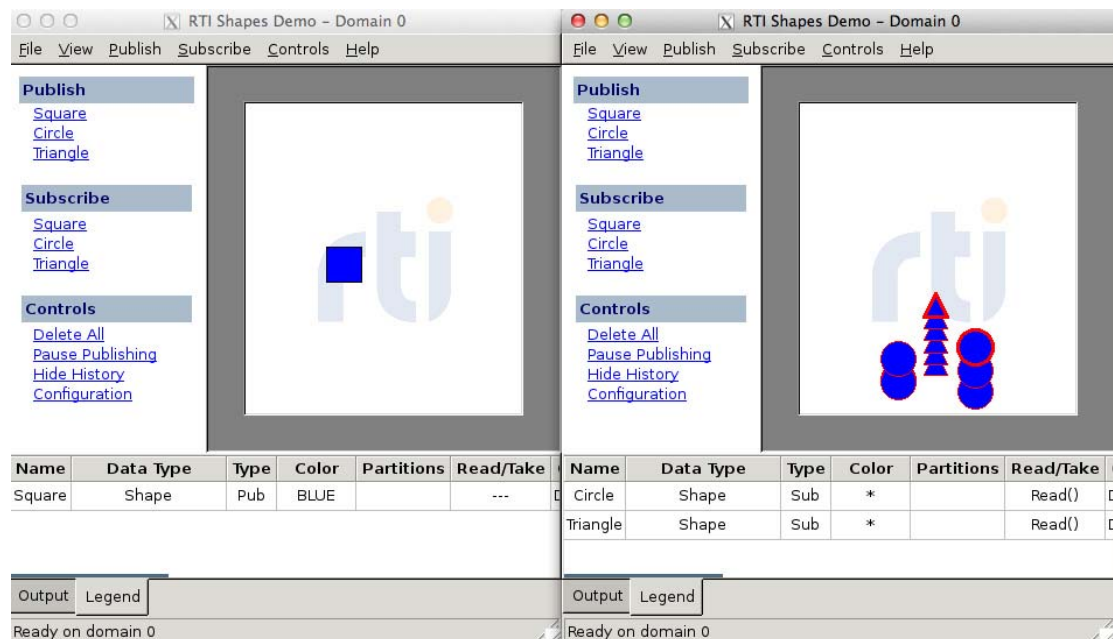 RTI Shapes Demo – Domain 0
File View Publish Subscribe Controls Help
Publish
Square
Circle
Triangle
Subscribe
Square
Circle
Triangle
Controls
Delete All
Pause Publishing
Hide History
Configuration
rti
Name Data Type Type Color Partitions Read/Take
Square Shape Pub BLUE ---
Output Legend
Ready on domain 0
RTI Shapes Demo – Domain 0
File View Publish Subscribe Controls Help
Publish
Square
Circle
Triangle
Subscribe
Square
Circle
Triangle
Controls
Delete All
Pause Publishing
Hide History
Configuration
rti
Name Data Type Type Color Partitions Read/Take
Circle Shape Sub * Read()
Triangle Shape Sub * Read()
Output Legend
Ready on domain 0